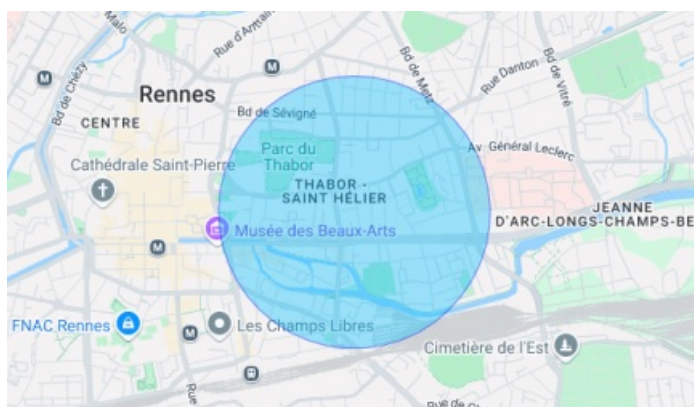 Malo
Rue d'Antrain
Bd de Chézy
M
M
Bd de Metz
Rue Danton
Bd de Vitré
Rennes
CENTRE
Bd de Sévigné
Parc du
Thabor
Av Général Leclerc
Cathédrale Saint-Pierre
THABOR -
SAINT HÉLIER
JEANNE
D'ARC-LONGS-CHAMPS-BE
Musée des Beaux-Arts
M
FNAC Rennes
M
Les Champs Libres
Cimetière de l'Est
Rue